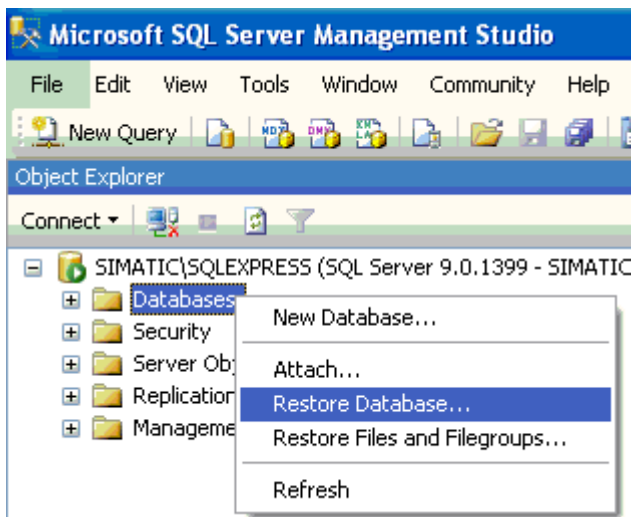 Microsoft SQL Server Management Studio
File Edit View Tools Window Community Help
New Query
Object Explorer
Connect
SIMATIC\SQLEXPRESS (SQL Server 9.0.1399 - SIMATIC
Databases
Security
Server Obj
Replication
Manageme
New Database...
Attach...
Restore Database...
Restore Files and Filegroups...
Refresh